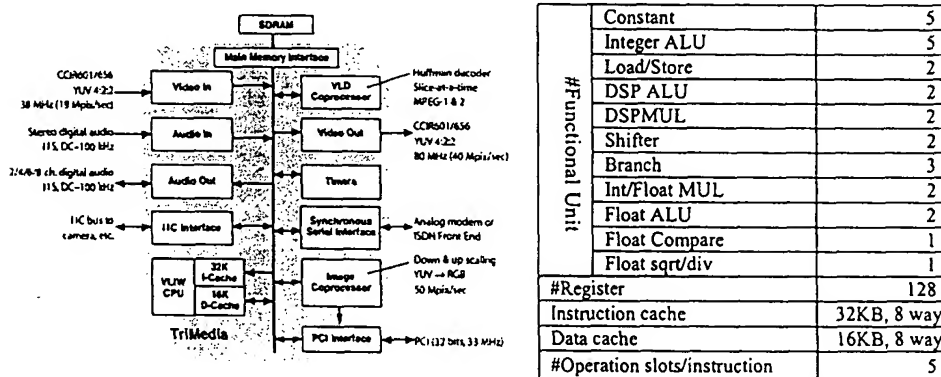 SDRAM
Main Memory Interface
CCIR601/656
YUV 4:2:2
38 MHz (19 Mpix/sec)
Video In
VLD
Coprocessor
Huffman decoder
Slice-at-a-time
MPEG-1 & 2
Stereo digital audio
I2S, DC-100 kHz
Audio In
Video Out
CCIR601/656
YUV 4:2:2
80 MHz (40 Mpix/sec)
2/4/6/8 ch. digital audio
I2S, DC-100 kHz
Audio Out
Timers
I2C bus to
camera, etc.
I2C Interface
Synchronous
Serial Interface
Analog modem or
ISDN Front End
VLIW
CPU
32K
I-Cache
16K
D-Cache
Image
Coprocessor
Down & up scaling
YUV → RGB
50 Mpix/sec
TriMedia
PCI Interface
PCI (32 bits, 33 MHz)
#Functional Unit
Constant 5
Integer ALU 5
Load/Store 2
DSP ALU 2
DSPMUL 2
Shifter 2
Branch 3
Int/Float MUL 2
Float ALU 2
Float Compare 1
Float sqrt/div 1
#Register 128
Instruction cache 32KB, 8 way
Data cache 16KB, 8 way
#Operation slots/instruction 5